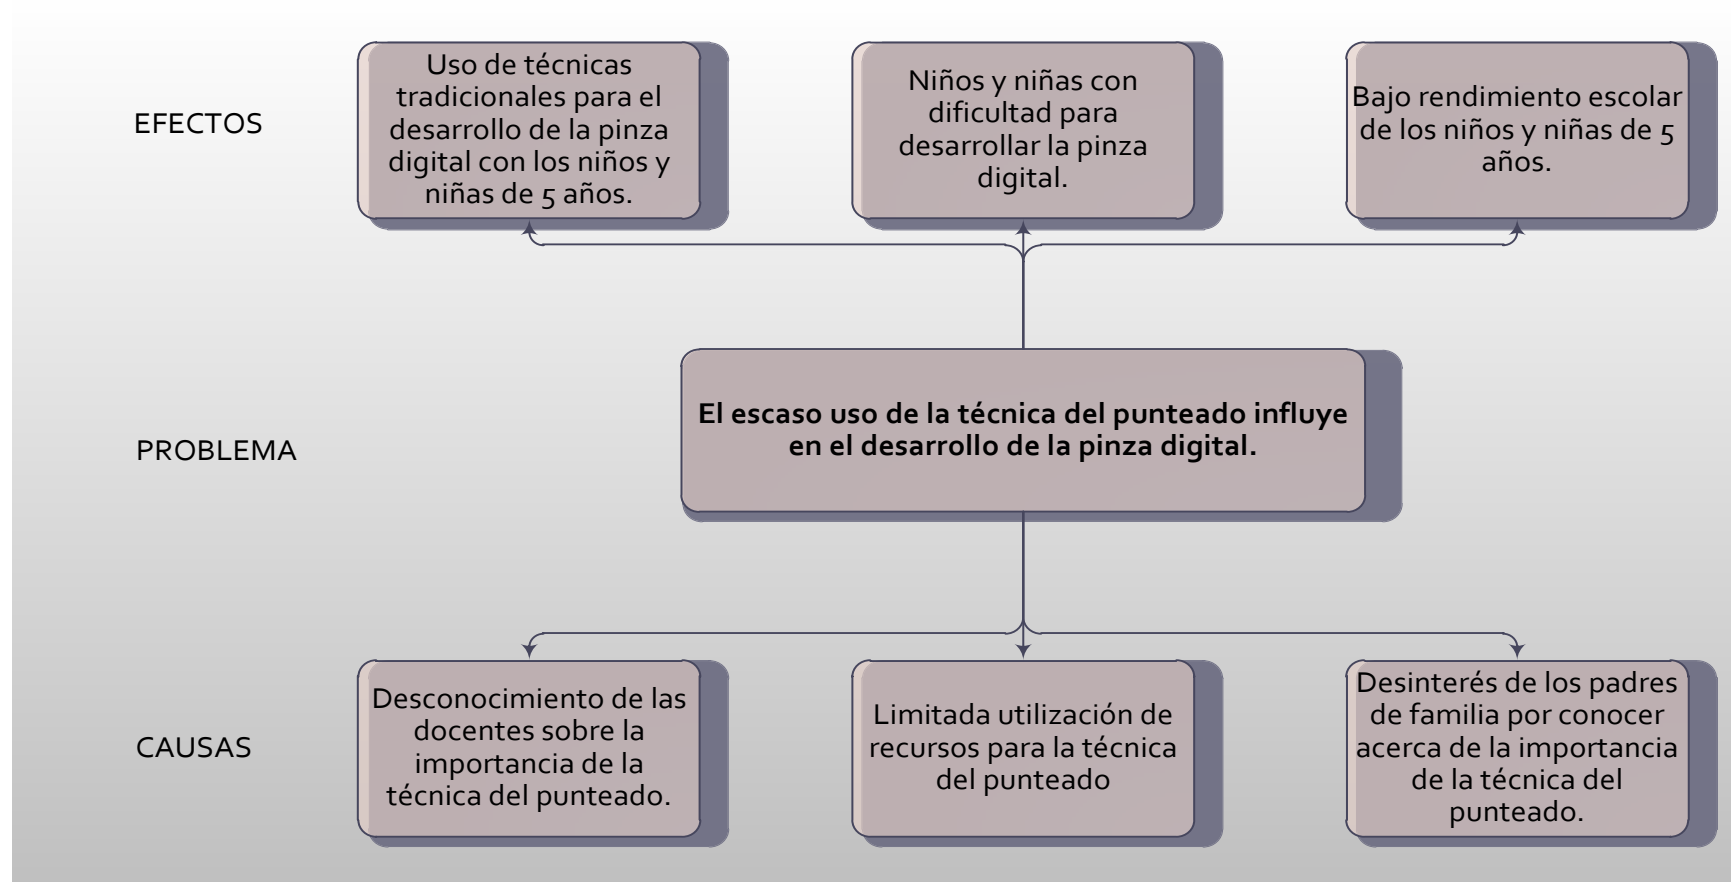 EFECTOS
Uso de técnicas
tradicionales para el
desarrollo de la pinza
digital con los niños y
niñas de 5 años.
Niños y niñas con
dificultad para
desarrollar la pinza
digital.
Bajo rendimiento escolar
de los niños y niñas de 5
años.
PROBLEMA
El escaso uso de la técnica del punteado influye
en el desarrollo de la pinza digital.
CAUSAS
Desconocimiento de las
docentes sobre la
importancia de la
técnica del punteado.
Limitada utilización de
recursos para la técnica
del punteado
Desinterés de los padres
de familia por conocer
acerca de la importancia
de la técnica del
punteado.